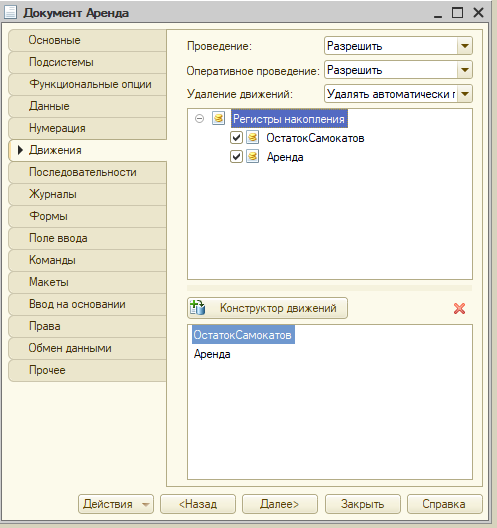 Документ Аренда
Основные
Подсистемы
Функциональные опции
Данные
Нумерация
Движения
Последовательности
Журналы
Формы
Поле ввода
Команды
Макеты
Ввод на основании
Права
Обмен данными
Прочее
Проведение: Разрешить
Оперативное проведение: Разрешить
Удаление движений: Удалять автоматически г
Регистры накопления
ОстатокСамокатов
Аренда
Конструктор движений
ОстатокСамокатов
Аренда
Действия <Назад Далее> Закрыть Справка